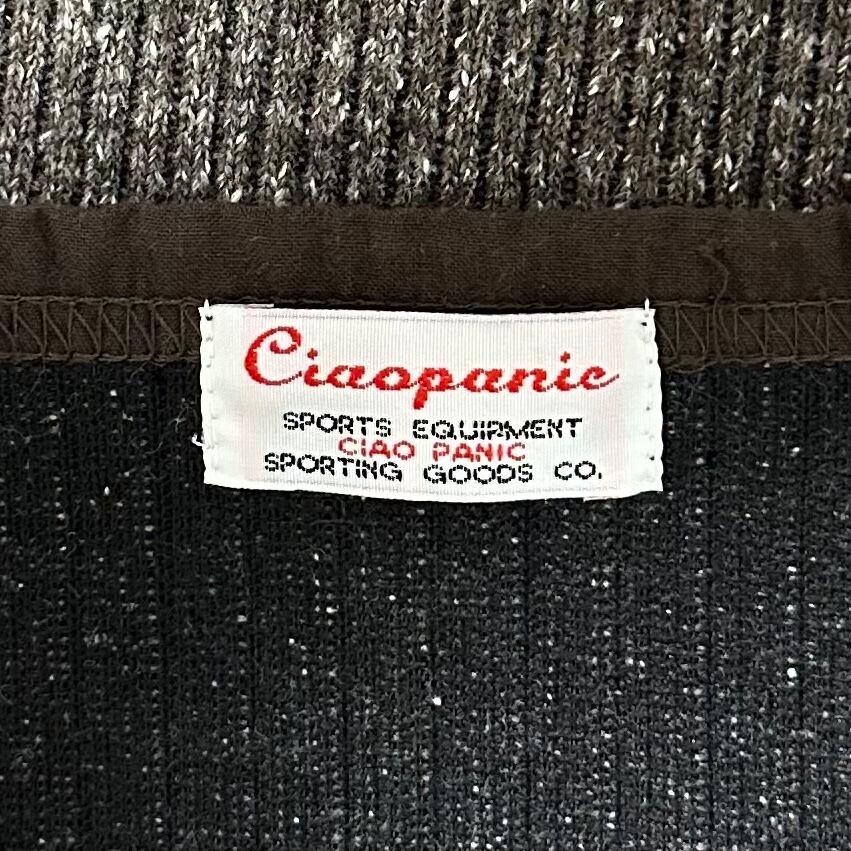 Ciaopanic
SPORTS EQUIPMENT
CIAO PANIC
SPORTING GOODS CO.